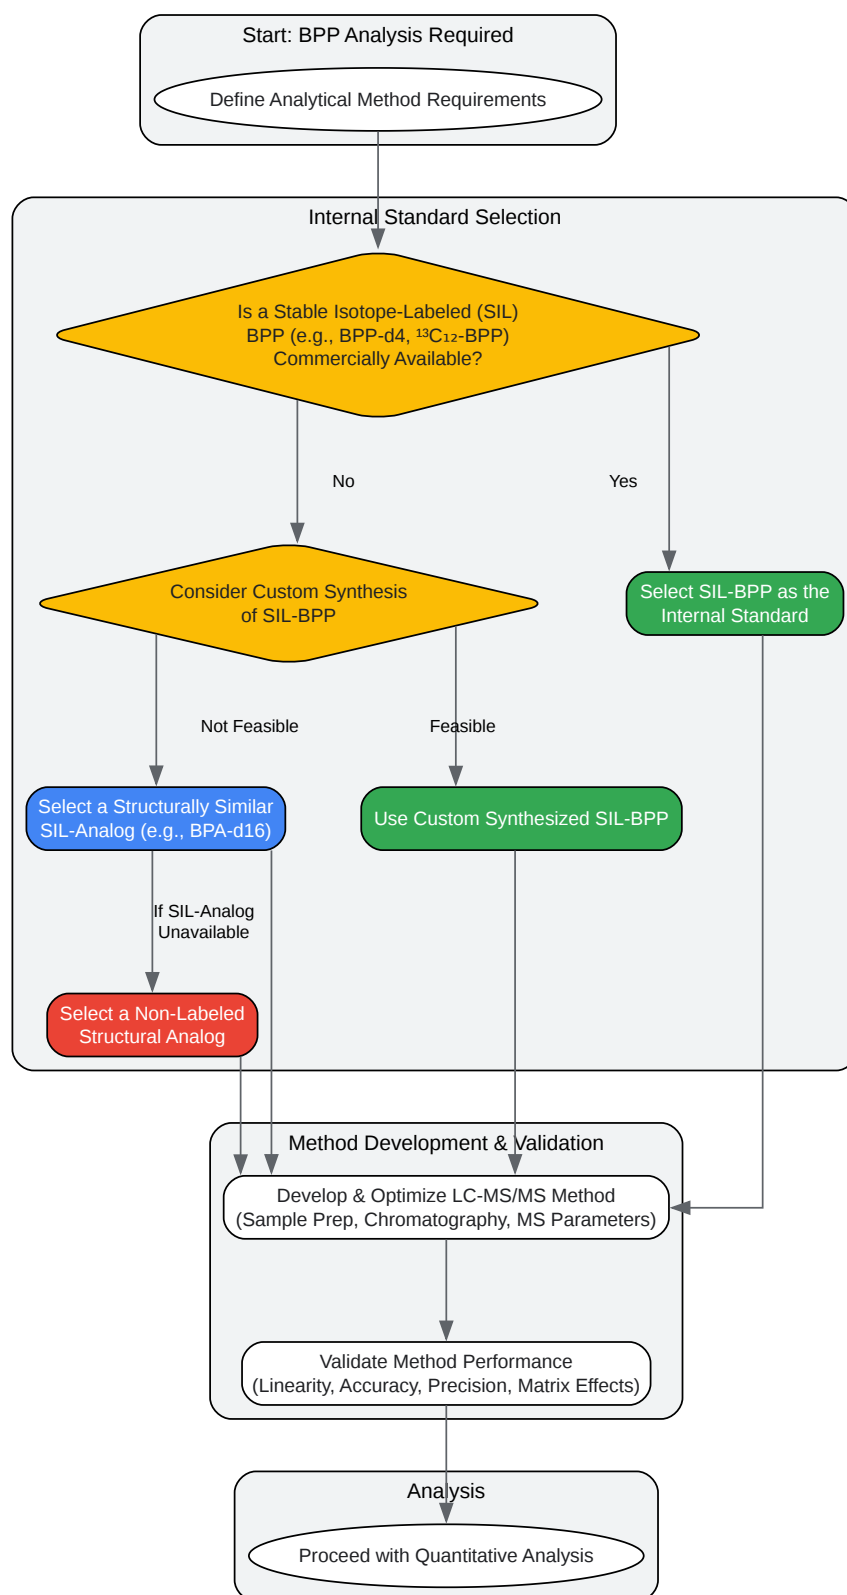 Start: BPP Analysis Required
Define Analytical Method Requirements
Internal Standard Selection
Is a Stable Isotope-Labeled (SIL)
BPP (e.g., BPP-d4, ¹³C₁₂-BPP)
Commercially Available?
No
Yes
Consider Custom Synthesis
of SIL-BPP
Select SIL-BPP as the
Internal Standard
Not Feasible
Feasible
Select a Structurally Similar
SIL-Analog (e.g., BPA-d16)
Use Custom Synthesized SIL-BPP
If SIL-Analog
Unavailable
Select a Non-Labeled
Structural Analog
Method Development & Validation
Develop & Optimize LC-MS/MS Method
(Sample Prep, Chromatography, MS Parameters)
Validate Method Performance
(Linearity, Accuracy, Precision, Matrix Effects)
Analysis
Proceed with Quantitative Analysis